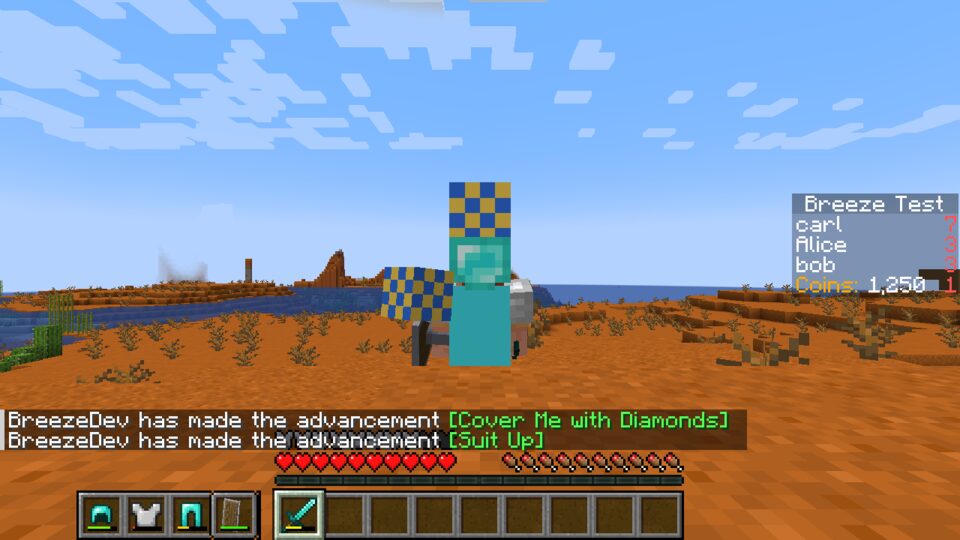 Breeze Test
carl 7
Alice 3
bob 2
Coins: 1,250 1
BreezeDev has made the advancement [Cover Me with Diamonds]
BreezeDev has made the advancement [Suit Up]